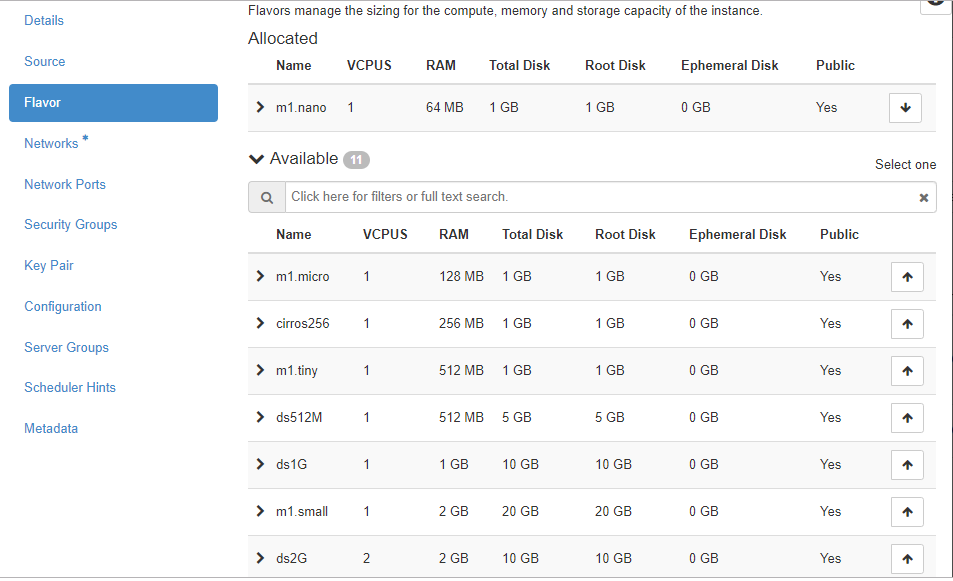 Details
Source
Flavor
Networks *
Network Ports
Security Groups
Key Pair
Configuration
Server Groups
Scheduler Hints
Metadata
Flavors manage the sizing for the compute, memory and storage capacity of the instance.
Allocated
Name VCPUS RAM Total Disk Root Disk Ephemeral Disk Public
m1.nano 1 64 MB 1 GB 1 GB 0 GB Yes
Available 11
Select one
Click here for filters or full text search.
Name VCPUS RAM Total Disk Root Disk Ephemeral Disk Public
m1.micro 1 128 MB 1 GB 1 GB 0 GB Yes
cirros256 1 256 MB 1 GB 1 GB 0 GB Yes
m1.tiny 1 512 MB 1 GB 1 GB 0 GB Yes
ds512M 1 512 MB 5 GB 5 GB 0 GB Yes
ds1G 1 1 GB 10 GB 10 GB 0 GB Yes
m1.small 1 2 GB 20 GB 20 GB 0 GB Yes
ds2G 2 2 GB 10 GB 10 GB 0 GB Yes